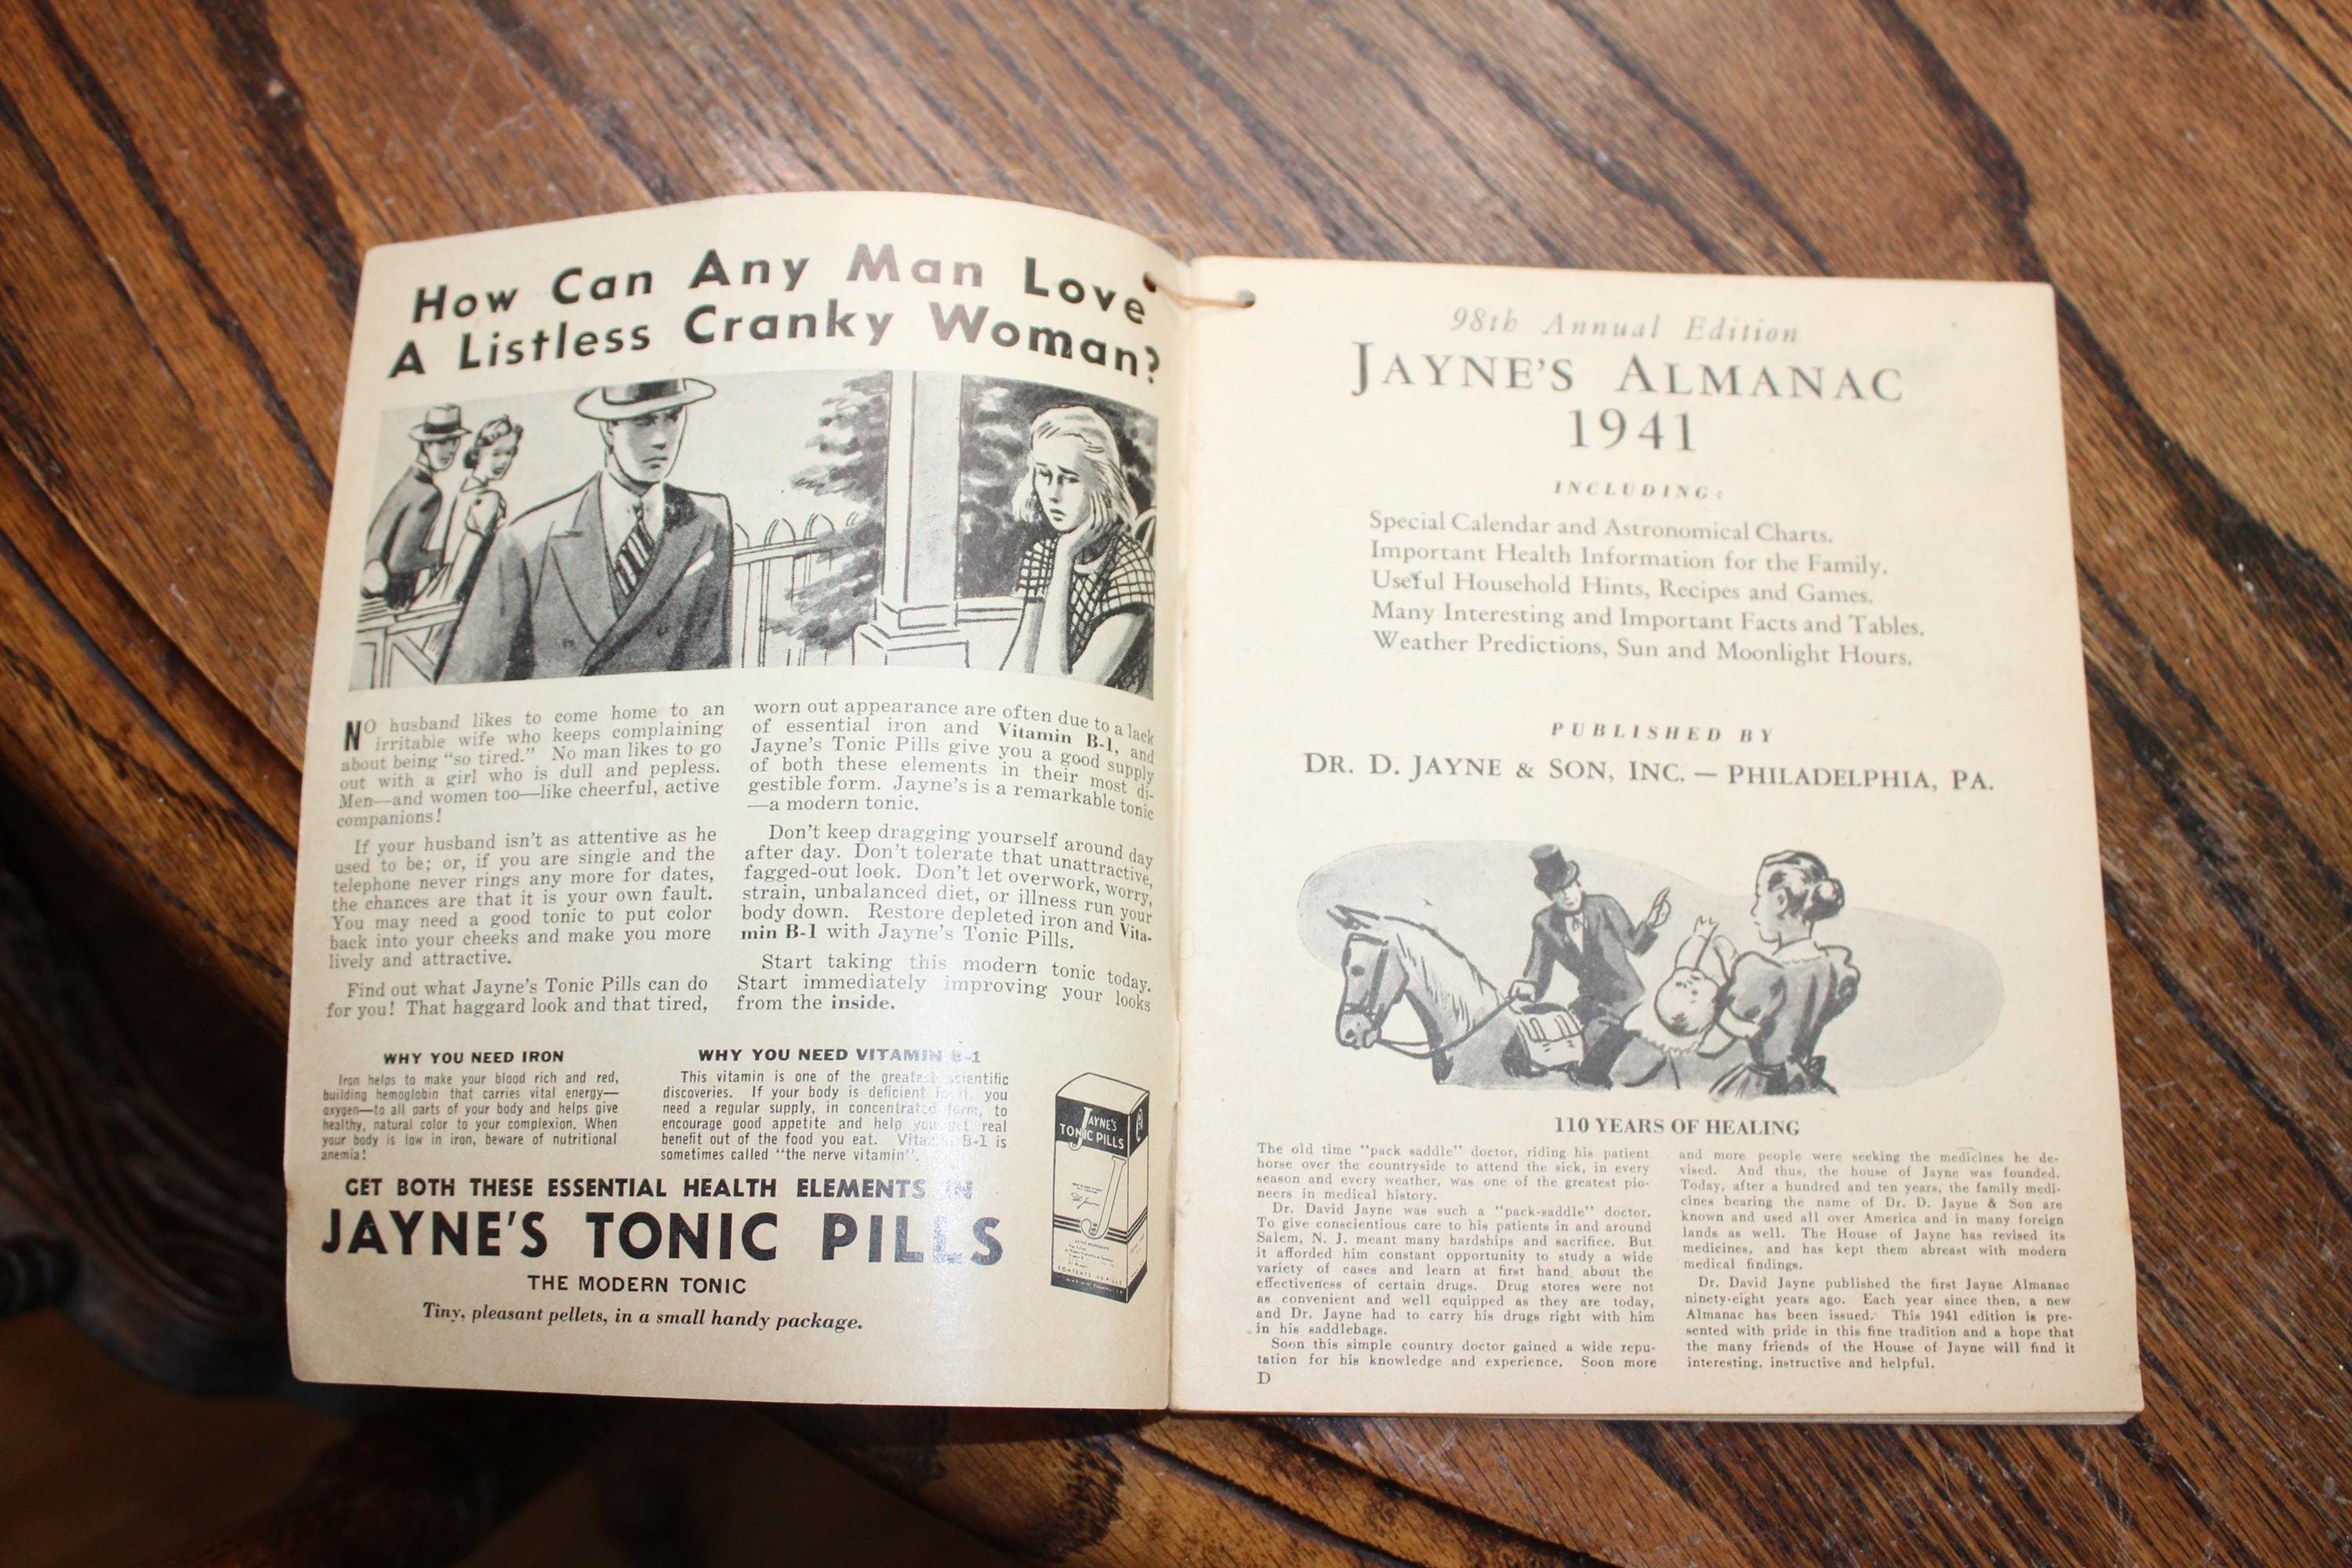 How Can Any Man Love
A Listless Cranky Woman?
NO husband likes to come home to an
irritable wife who keeps complaining
about being "so tired." No man likes to go
out with a girl who is dull and pepless.
Men—and women too—like cheerful, active
companions!
If your husband isn't as attentive as he
used to be; or, if you are single and the
telephone never rings any more for dates,
the chances are that it is your own fault.
You may need a good tonic to put color
back into your cheeks and make you more
lively and attractive.
Find out what Jayne's Tonic Pills can do
for you! That haggard look and that tired,
worn out appearance are often due to a lack
of essential iron and Vitamin B-1, and
Jayne's Tonic Pills give you a good supply
of both these elements in their most di-
gestible form. Jayne's is a remarkable tonic
—a modern tonic.
Don't keep dragging yourself around day
after day. Don't tolerate that unattractive,
fagged-out look. Don't let overwork, worry,
strain, unbalanced diet, or illness run your
body down. Restore depleted iron and Vita-
min B-1 with Jayne's Tonic Pills.
Start taking this modern tonic today.
Start immediately improving your looks
from the inside.
WHY YOU NEED IRON
Iron helps to make your blood rich and red,
building hemoglobin that carries vital energy—
oxygen—to all parts of your body and helps give
healthy, natural color to your complexion. When
your body is low in iron, beware of nutritional
anemia!
WHY YOU NEED VITAMIN B-1
This vitamin is one of the greatest scientific
discoveries. If your body is deficient in it, you
need a regular supply, in concentrated form, to
encourage good appetite and help you get real
benefit out of the food you eat. Vitamin B-1 is
sometimes called "the nerve vitamin".
JAYNE'S
TONIC PILLS
GET BOTH THESE ESSENTIAL HEALTH ELEMENTS IN
JAYNE'S TONIC PILLS
THE MODERN TONIC
Tiny, pleasant pellets, in a small handy package.
98th Annual Edition
JAYNE'S ALMANAC
1941
INCLUDING:
Special Calendar and Astronomical Charts.
Important Health Information for the Family.
Useful Household Hints, Recipes and Games.
Many Interesting and Important Facts and Tables.
Weather Predictions, Sun and Moonlight Hours.
PUBLISHED BY
DR. D. JAYNE & SON, INC. — PHILADELPHIA, PA.
110 YEARS OF HEALING
The old time "pack saddle" doctor, riding his patient
horse over the countryside to attend the sick, in every
season and every weather, was one of the greatest pio-
neers in medical history.
Dr. David Jayne was such a "pack-saddle" doctor.
To give conscientious care to his patients in and around
Salem, N. J. meant many hardships and sacrifice. But
it afforded him constant opportunity to study a wide
variety of cases and learn at first hand about the
effectiveness of certain drugs. Drug stores were not
as convenient and well equipped as they are today,
and Dr. Jayne had to carry his drugs right with him
in his saddlebags.
Soon this simple country doctor gained a wide repu-
tation for his knowledge and experience. Soon more
D
and more people were seeking the medicines he de-
vised. And thus, the house of Jayne was founded.
Today, after a hundred and ten years, the family medi-
cines bearing the name of Dr. D. Jayne & Son are
known and used all over America and in many foreign
lands as well. The House of Jayne has revised its
medicines, and has kept them abreast with modern
medical findings.
Dr. David Jayne published the first Jayne Almanac
ninety-eight years ago. Each year since then, a new
Almanac has been issued. This 1941 edition is pre-
sented with pride in this fine tradition and a hope that
the many friends of the House of Jayne will find it
interesting, instructive and helpful.